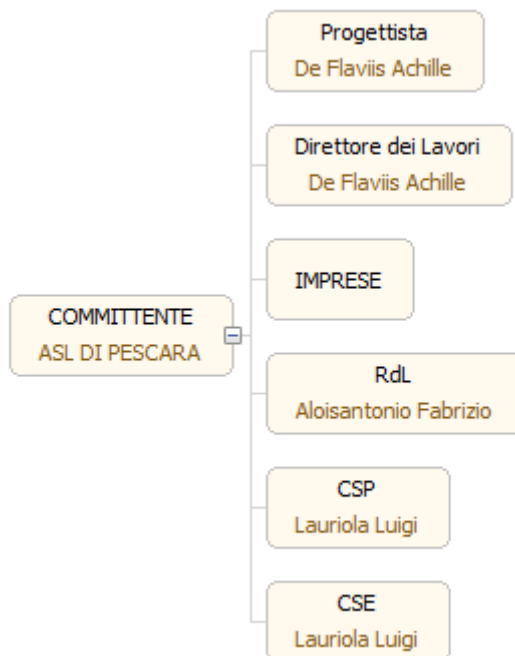 Progettista
De Flaviis Achille
Direttore dei Lavori
De Flaviis Achille
IMPRESE
COMMITTENTE
ASL DI PESCARA
RdL
Aloisantonio Fabrizio
CSP
Lauriola Luigi
CSE
Lauriola Luigi